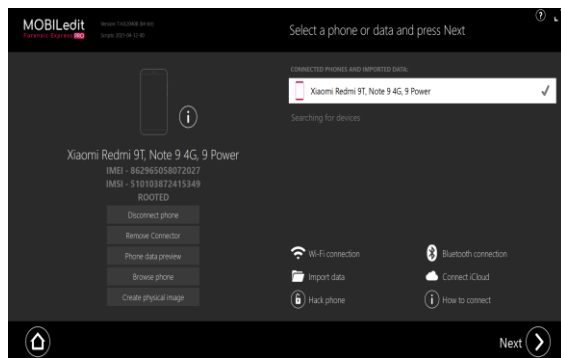 MOBILedit
Forensic Express PRO
Select a phone or data and press Next
CONNECTED PHONES AND IMPORTED DATA:
Xiaomi Redmi 9T, Note 9 4G, 9 Power
Searching for devices
Xiaomi Redmi 9T, Note 9 4G, 9 Power
IMEI - 862965058072027
IMSI - 510103872415349
ROOTED
Disconnect phone
Remove Connector
Phone data preview
Browse phone
Create physical image
Wi-Fi connection
Bluetooth connection
Import data
Connect iCloud
Hack phone
How to connect
Next